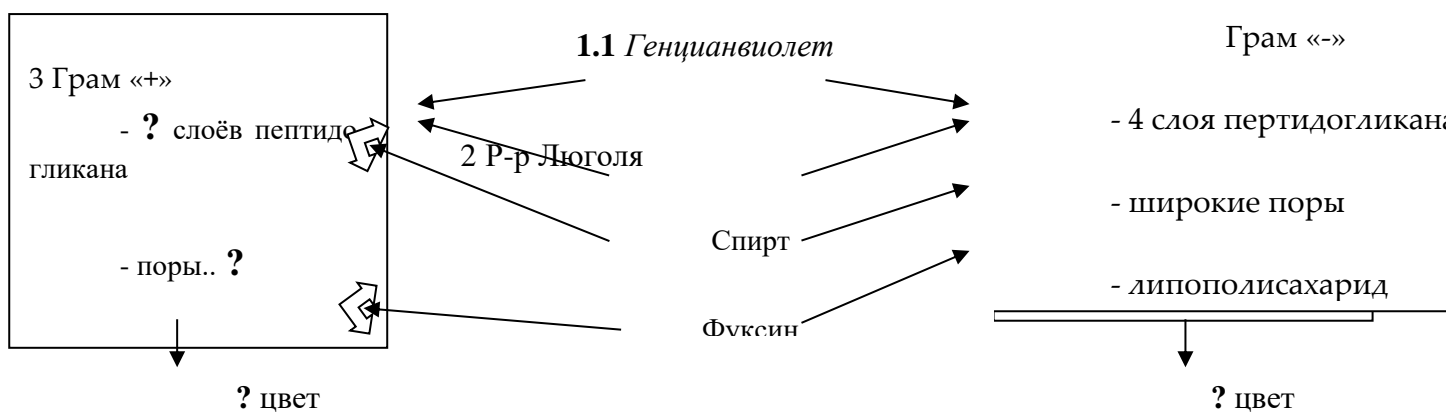 3 Грам «+»
- ? слоёв пептидо
гликана
- поры.. ?
? цвет
1.1 Генцианвиолет
2 Р-р Люголя
Спирт
Фуксин
Грам «-»
- 4 слоя пертидогликана
- широкие поры
- липополисахарид
? цвет